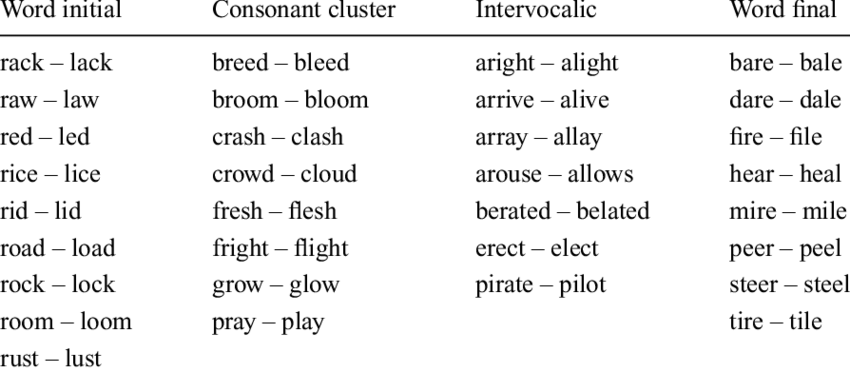 Word initial Consonant cluster Intervocalic Word final
rack – lack breed – bleed aright – alight bare – bale
raw – law broom – bloom arrive – alive dare – dale
red – led crash – clash array – allay fire – file
rice – lice crowd – cloud arouse – allows hear – heal
rid – lid fresh – flesh berated – belated mire – mile
road – load fright – flight erect – elect peer – peel
rock – lock grow – glow pirate – pilot steer – steel
room – loom pray – play tire – tile
rust – lust